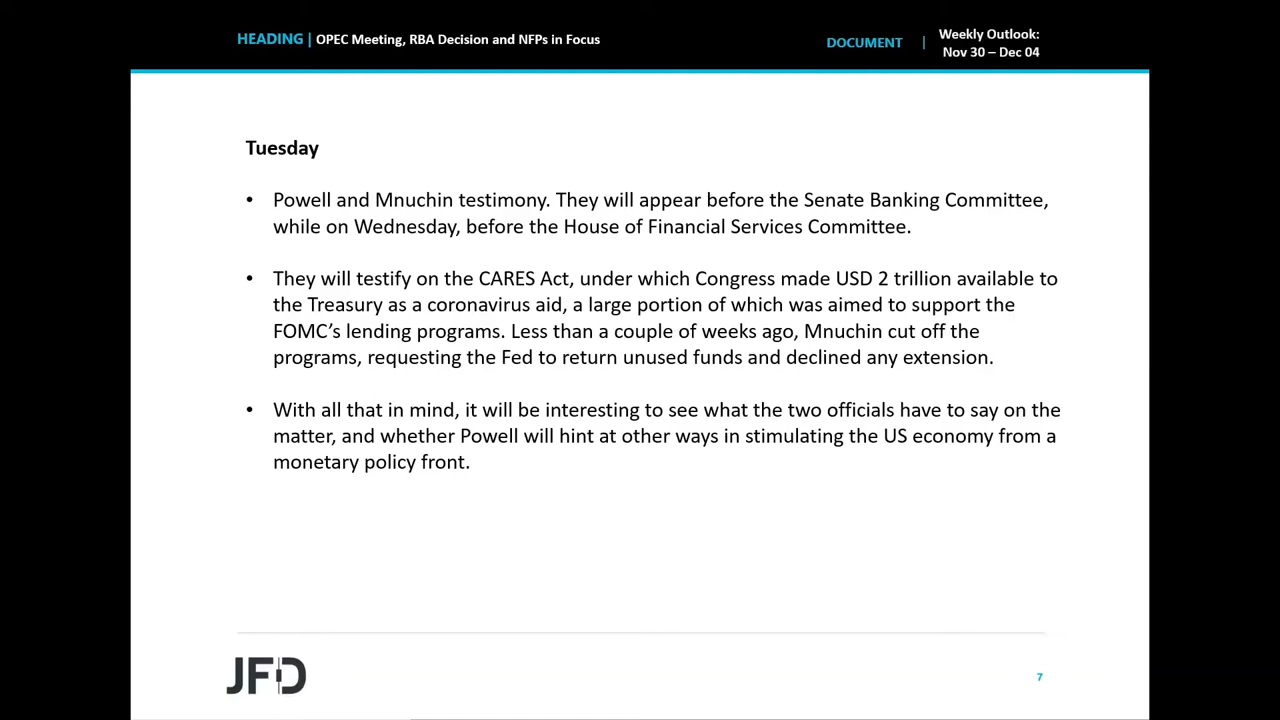 HEADING | OPEC Meeting, RBA Decision and NFPs in Focus
DOCUMENT | Weekly Outlook:
Nov 30 – Dec 04
Tuesday
• Powell and Mnuchin testimony. They will appear before the Senate Banking Committee,
while on Wednesday, before the House of Financial Services Committee.
• They will testify on the CARES Act, under which Congress made USD 2 trillion available to
the Treasury as a coronavirus aid, a large portion of which was aimed to support the
FOMC’s lending programs. Less than a couple of weeks ago, Mnuchin cut off the
programs, requesting the Fed to return unused funds and declined any extension.
• With all that in mind, it will be interesting to see what the two officials have to say on the
matter, and whether Powell will hint at other ways in stimulating the US economy from a
monetary policy front.
JFD
7